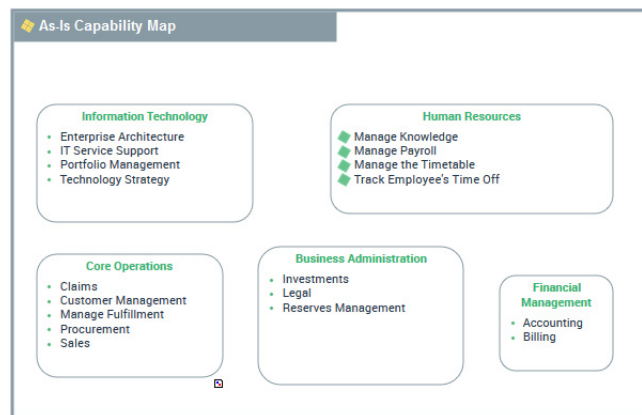 As-Is Capability Map
Information Technology
Enterprise Architecture
IT Service Support
Portfolio Management
Technology Strategy
Human Resources
Manage Knowledge
Manage Payroll
Manage the Timetable
Track Employee's Time Off
Core Operations
Claims
Customer Management
Manage Fulfillment
Procurement
Sales
Business Administration
Investments
Legal
Reserves Management
Financial
Management
Accounting
Billing